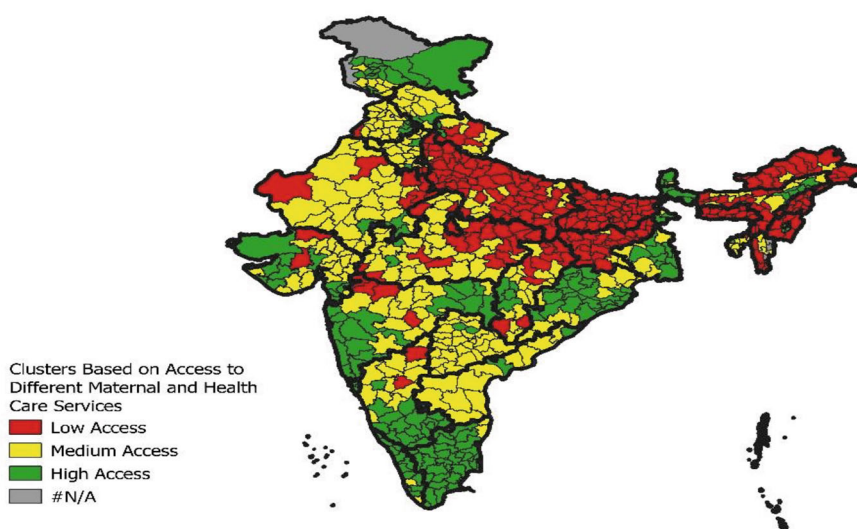 Clusters Based on Access to
Different Maternal and Health
Care Services
Low Access
Medium Access
High Access
#N/A